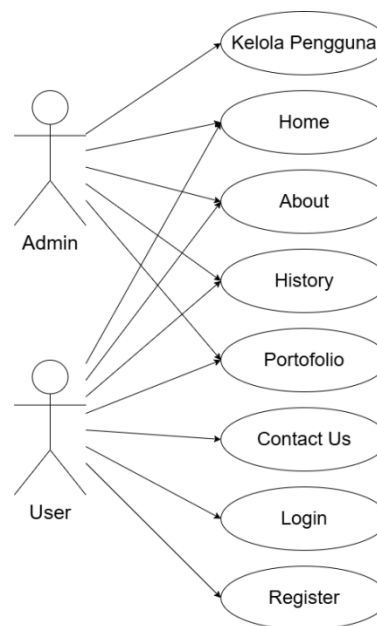 Kelola Pengguna
Home
About
Admin
History
Portofolio
Contact Us
User
Login
Register